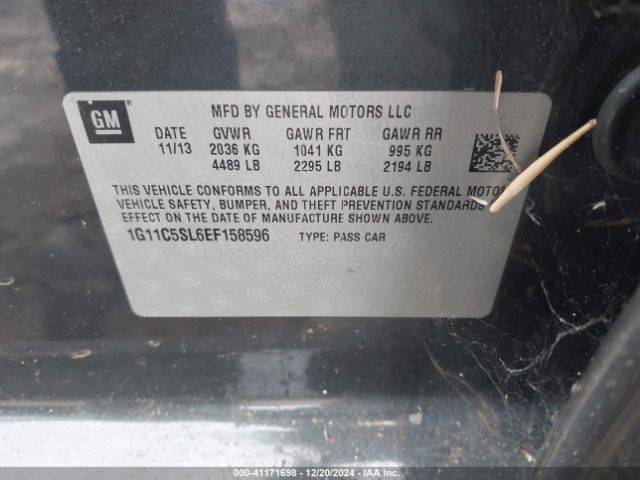 GM
MFD BY GENERAL MOTORS LLC
DATE GVWR GAWR FRT GAWR RR
11/13 2036 KG 1041 KG 995 KG
4489 LB 2295 LB 2194 LB
THIS VEHICLE CONFORMS TO ALL APPLICABLE U.S. FEDERAL MOTOR
VEHICLE SAFETY, BUMPER, AND THEFT PREVENTION STANDARDS
EFFECT ON THE DATE OF MANUFACTURE SHOWN ABOVE.
1G11C5SL6EF158596 TYPE: PASS CAR
000-41171698 | 12/20/2024 - IAA Inc.